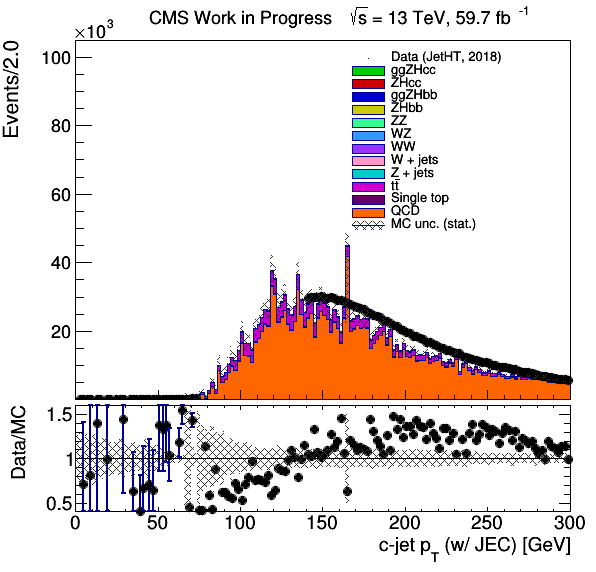 CMS Work in Progress √s = 13 TeV, 59.7 fb⁻¹
×10³
Events/2.0
100
80
60
40
20
Data (JetHT, 2018)
ggZHcc
ZHcc
ggZHbb
ZHbb
ZZ
WZ
WW
W + jets
Z + jets
tt̄
Single top
QCD
MC unc. (stat.)
Data/MC
1.5
1
0.5
0 50 100 150 200 250 300
c-jet p_T (w/ JEC) [GeV]